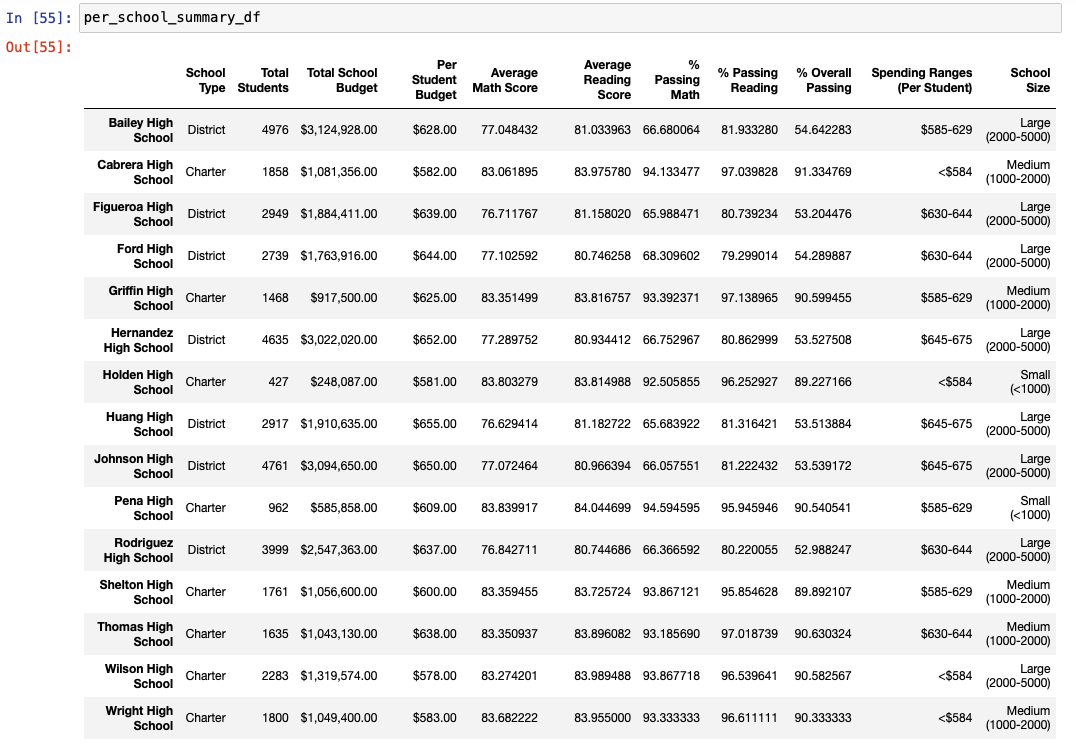 In [55]: per_school_summary_df
Out[55]:
School Type Total Students Total School Budget Per Student Budget Average Math Score Average Reading Score % Passing Math % Passing Reading % Overall Passing Spending Ranges (Per Student) School Size
Bailey High School District 4976 $3,124,928.00 $628.00 77.048432 81.033963 66.680064 81.933280 54.642283 $585-629 Large (2000-5000)
Cabrera High School Charter 1858 $1,081,356.00 $582.00 83.061895 83.975780 94.133477 97.039828 91.334769 <$584 Medium (1000-2000)
Figueroa High School District 2949 $1,884,411.00 $639.00 76.711767 81.158020 65.988471 80.739234 53.204476 $630-644 Large (2000-5000)
Ford High School District 2739 $1,763,916.00 $644.00 77.102592 80.746258 68.309602 79.299014 54.289887 $630-644 Large (2000-5000)
Griffin High School Charter 1468 $917,500.00 $625.00 83.351499 83.816757 93.392371 97.138965 90.599455 $585-629 Medium (1000-2000)
Hernandez High School District 4635 $3,022,020.00 $652.00 77.289752 80.934412 66.752967 80.862999 53.527508 $645-675 Large (2000-5000)
Holden High School Charter 427 $248,087.00 $581.00 83.803279 83.814988 92.505855 96.252927 89.227166 <$584 Small (<1000)
Huang High School District 2917 $1,910,635.00 $655.00 76.629414 81.182722 65.683922 81.316421 53.513884 $645-675 Large (2000-5000)
Johnson High School District 4761 $3,094,650.00 $650.00 77.072464 80.966394 66.057551 81.222432 53.539172 $645-675 Large (2000-5000)
Pena High School Charter 962 $585,858.00 $609.00 83.839917 84.044699 94.594595 95.945946 90.540541 $585-629 Small (<1000)
Rodriguez High School District 3999 $2,547,363.00 $637.00 76.842711 80.744686 66.366592 80.220055 52.988247 $630-644 Large (2000-5000)
Shelton High School Charter 1761 $1,056,600.00 $600.00 83.359455 83.725724 93.867121 95.854628 89.892107 $585-629 Medium (1000-2000)
Thomas High School Charter 1635 $1,043,130.00 $638.00 83.350937 83.896082 93.185690 97.018739 90.630324 $630-644 Medium (1000-2000)
Wilson High School Charter 2283 $1,319,574.00 $578.00 83.274201 83.989488 93.867718 96.539641 90.582567 <$584 Large (2000-5000)
Wright High School Charter 1800 $1,049,400.00 $583.00 83.682222 83.955000 93.333333 96.611111 90.333333 <$584 Medium (1000-2000)